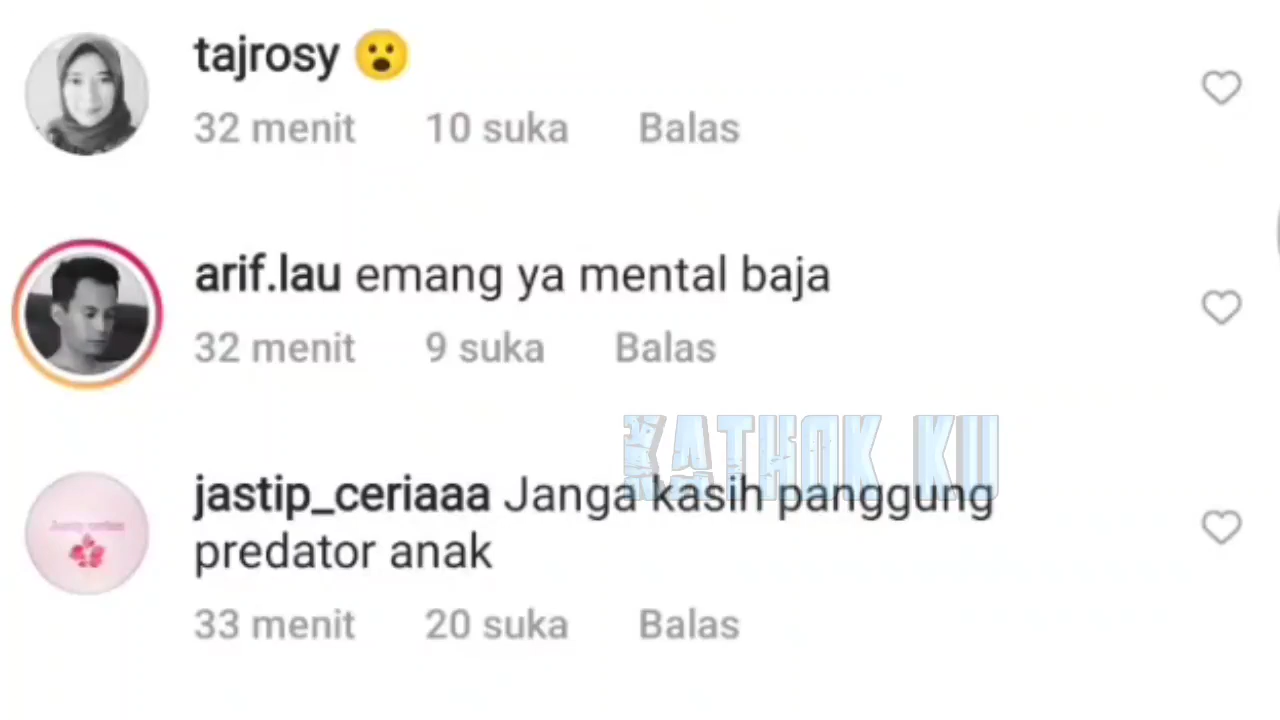 tajrosy 😮
32 menit 10 suka Balas
arif.lau emang ya mental baja
32 menit 9 suka Balas
KATHOK KU
jastip_ceriaaa Janga kasih panggung
predator anak
33 menit 20 suka Balas